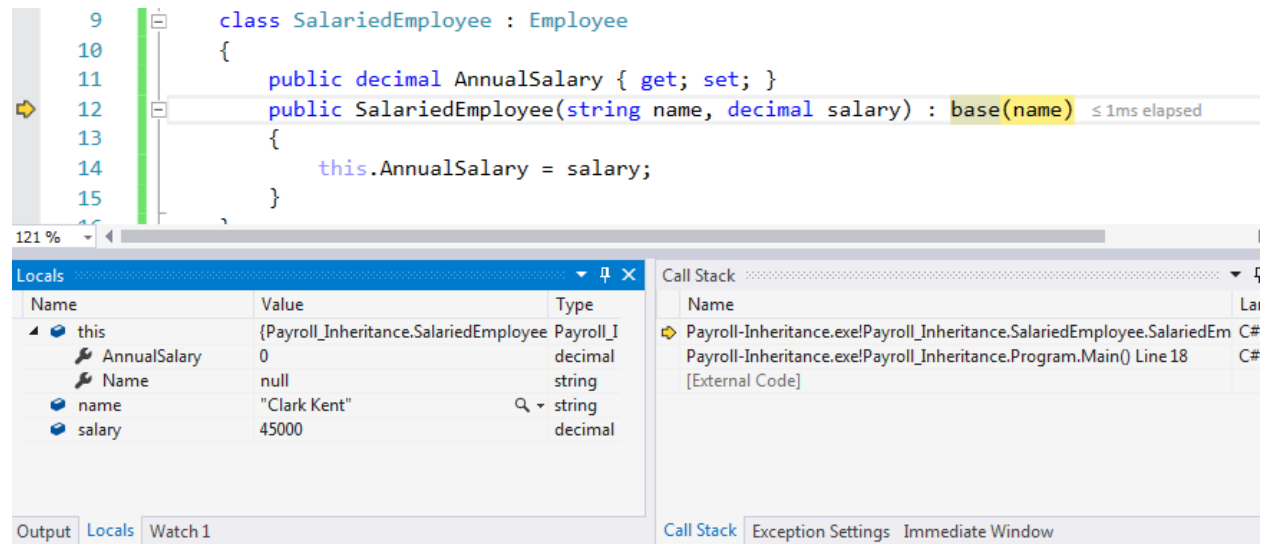 9 class SalariedEmployee : Employee
10 {
11 public decimal AnnualSalary { get; set; }
12 public SalariedEmployee(string name, decimal salary) : base(name) ≤ 1ms elapsed
13 {
14 this.AnnualSalary = salary;
15 }
121 %
Locals
Name Value Type
this {Payroll_Inheritance.SalariedEmployee Payroll_I
AnnualSalary 0 decimal
Name null string
name "Clark Kent" string
salary 45000 decimal
Output Locals Watch 1
Call Stack
Name Lar
Payroll-Inheritance.exe!Payroll_Inheritance.SalariedEmployee.SalariedEm C#
Payroll-Inheritance.exe!Payroll_Inheritance.Program.Main() Line 18 C#
[External Code]
Call Stack Exception Settings Immediate Window